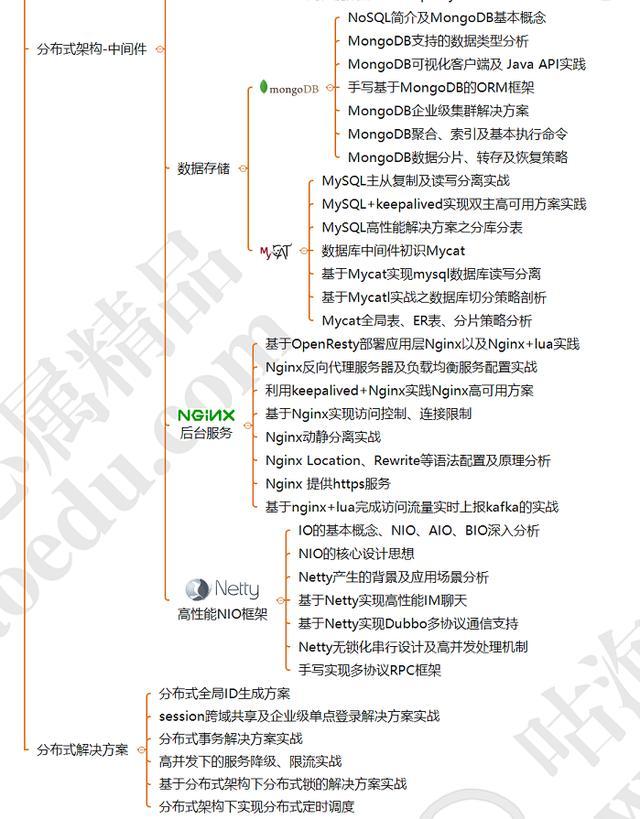 NoSQL简介及MongoDB基本概念
分布式架构-中间件
MongoDB支持的数据类型分析
MongoDB可视化客户端及 Java API实践
mongoDB
手写基于MongoDB的ORM框架
MongoDB企业级集群解决方案
MongoDB聚合、索引及基本执行命令
MongoDB数据分片、转存及恢复策略
数据存储
MySQL主从复制及读写分离实战
MySQL+keepalived实现双主高可用方案实践
MySQL高性能解决方案之分库分表
MyCAT
数据库中间件初识Mycat
基于Mycat实现mysql数据库读写分离
基于Mycatl实战之数据库切分策略剖析
Mycat全局表、ER表、分片策略分析
基于OpenResty部署应用层Nginx以及Nginx+lua实践
Nginx反向代理服务器及负载均衡服务配置实战
利用keepalived+Nginx实践Nginx高可用方案
NGiNX
后台服务
基于Nginx实现访问控制、连接限制
Nginx动静分离实战
Nginx Location、Rewrite等语法配置及原理分析
Nginx 提供https服务
基于nginx+lua完成访问流量实时上报kafka的实战
IO的基本概念、NIO、AIO、BIO深入分析
NIO的核心设计思想
Netty产生的背景及应用场景分析
Netty
高性能NIO框架
基于Netty实现高性能IM聊天
基于Netty实现Dubbo多协议通信支持
Netty无锁化串行设计及高并发处理机制
手写实现多协议RPC框架
分布式全局ID生成方案
session跨域共享及企业级单点登录解决方案实战
分布式事务解决方案实战
分布式解决方案
高并发下的服务降级、限流实战
基于分布式架构下分布式锁的解决方案实战
分布式架构下实现分布式定时调度
属精品
oedu.com
咕泡